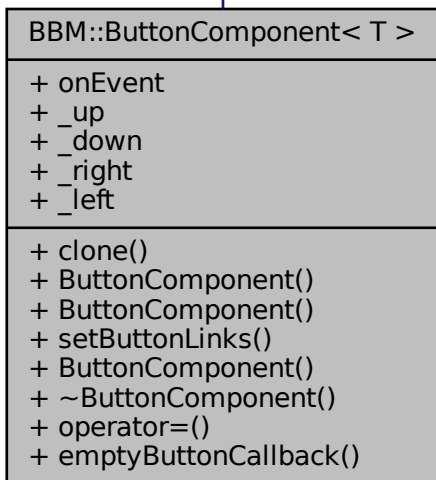 BBM::ButtonComponent< T >
+ onEvent
+ _up
+ _down
+ _right
+ _left
+ clone()
+ ButtonComponent()
+ ButtonComponent()
+ setButtonLinks()
+ ButtonComponent()
+ ~ButtonComponent()
+ operator=()
+ emptyButtonCallback()